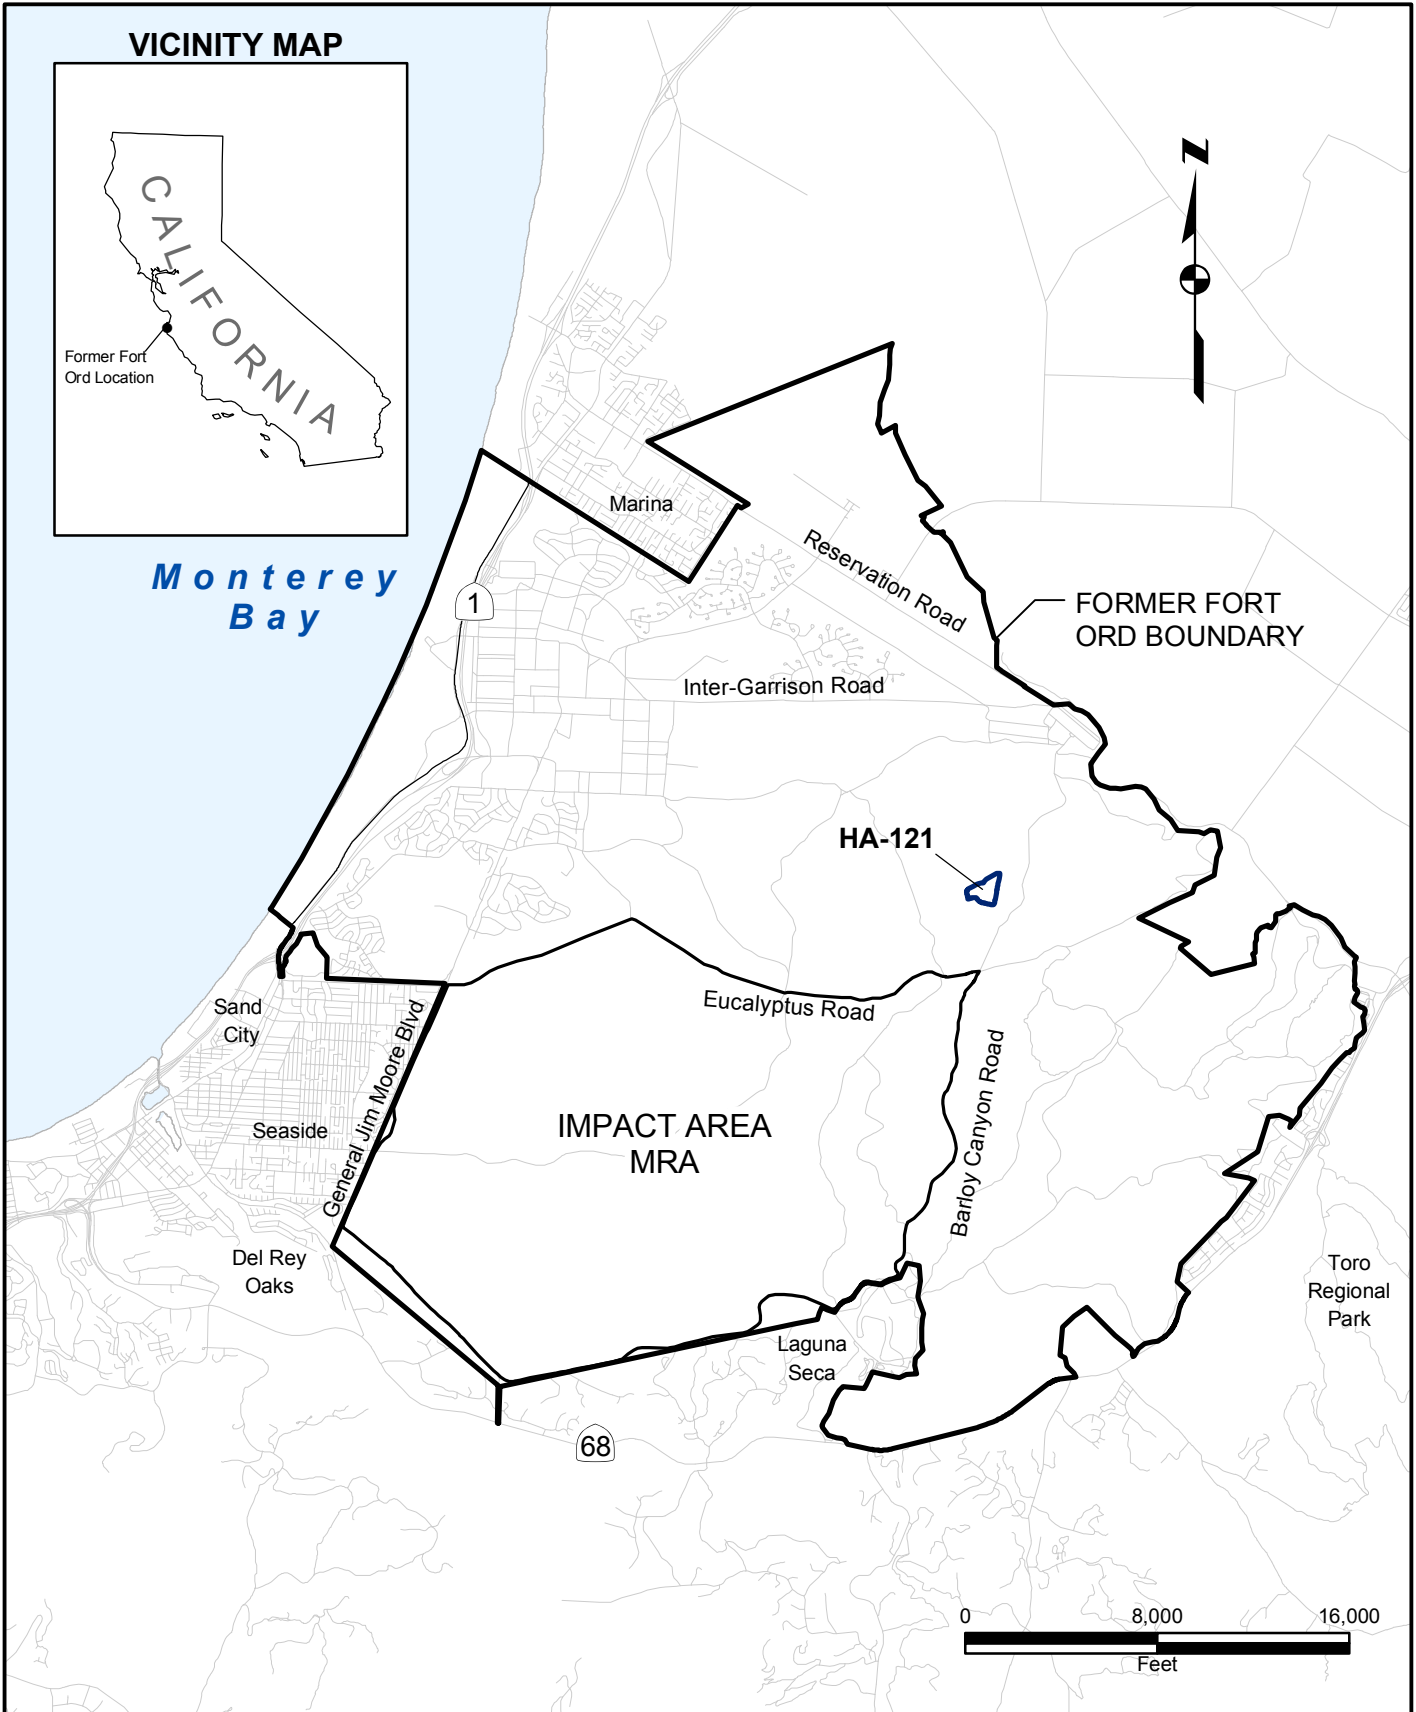 VICINITY MAP
CALIFORNIA
Former Fort
Ord Location
Monterey
Bay
N
1
Marina
Reservation Road
FORMER FORT
ORD BOUNDARY
Inter-Garrison Road
HA-121
Sand
City
General Jim Moore Blvd
Eucalyptus Road
Barloy Canyon Road
Seaside
IMPACT AREA
MRA
Del Rey
Oaks
Toro
Regional
Park
Laguna
Seca
68
0 8,000 16,000
Feet